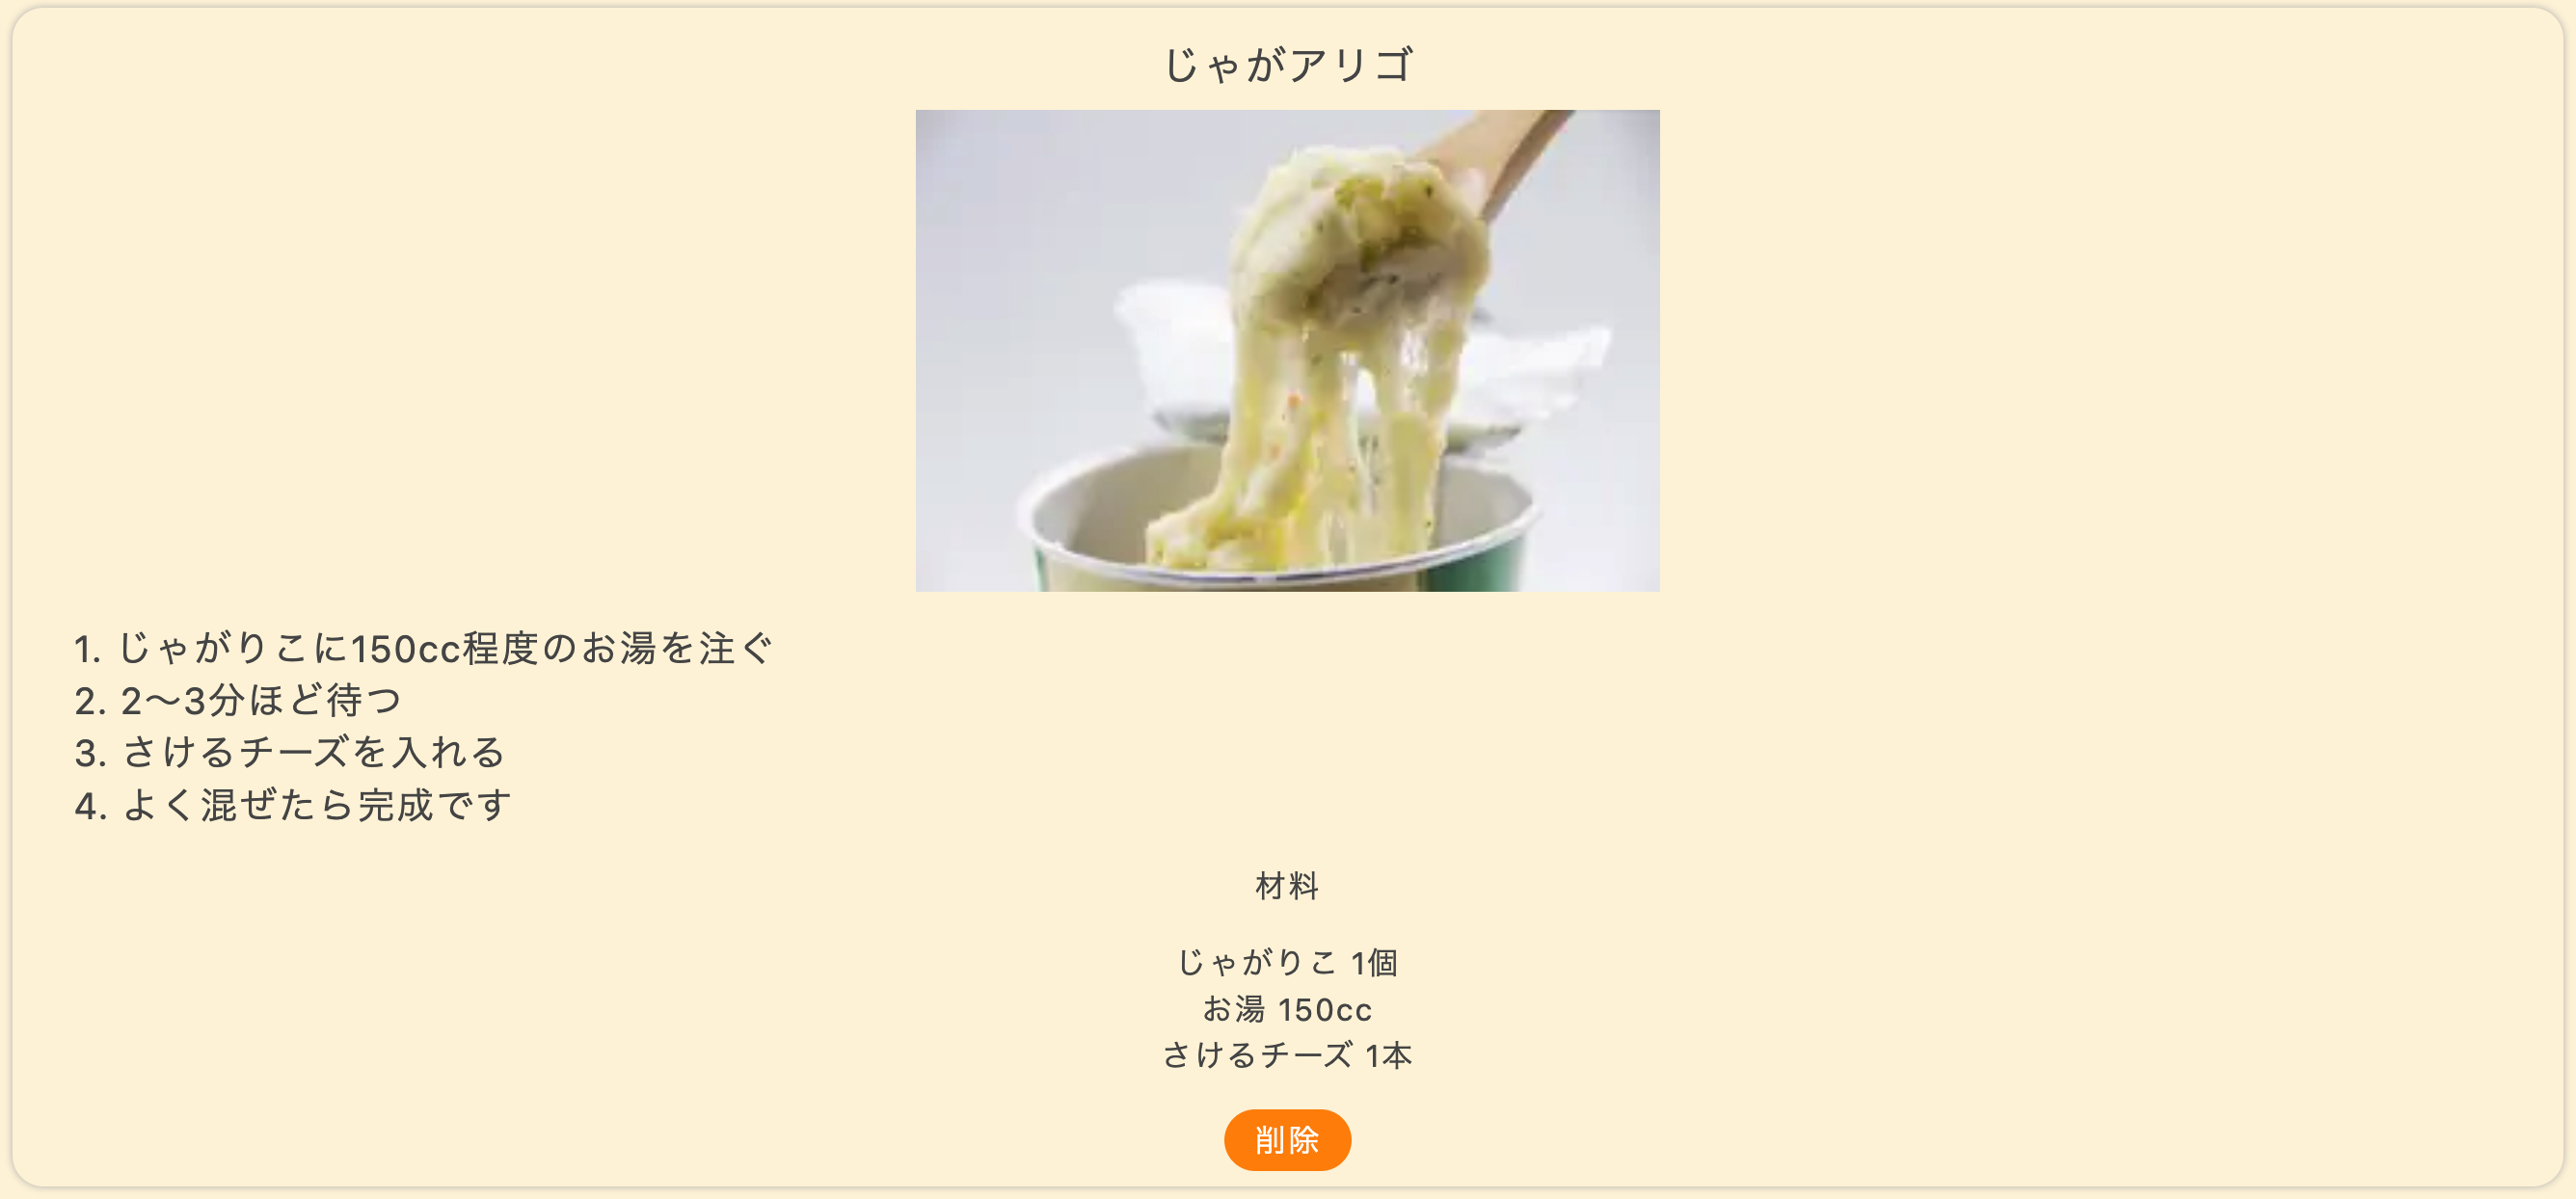 じゃがアリゴ
1. じゃがりこに150cc程度のお湯を注ぐ
2. 2〜3分ほど待つ
3. さけるチーズを入れる
4. よく混ぜたら完成です
材料
じゃがりこ 1個
お湯 150cc
さけるチーズ 1本
削除